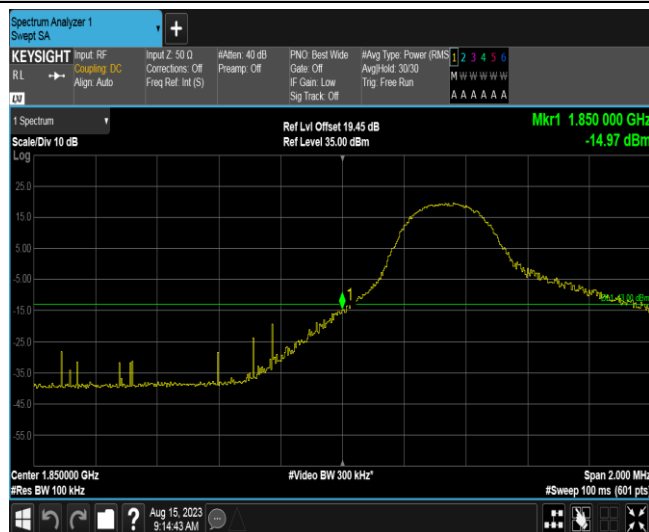 Spectrum Analyzer 1
Swept SA
KEYSIGHT Input: RF Input Z: 50 Ω #Atten: 40 dB PNO: Best Wide #Avg Type: Power (RMS 1 2 3 4 5 6
RL Coupling: DC Corrections: Off Preamp: Off Gate: Off Avg|Hold: 30/30 M W W W W W
Align: Auto Freq Ref: Int (S) IF Gain: Low Trig: Free Run
LXI Sig Track: Off A A A A A A
1 Spectrum Ref Lvl Offset 19.45 dB Mkr1 1.850 000 GHz
Scale/Div 10 dB Ref Level 35.00 dBm -14.97 dBm
Log
25.0
15.0
5.00
-5.00
1
-15.0
-25.0
-35.0
-45.0
-55.0
Center 1.850000 GHz #Video BW 300 kHz* Span 2.000 MHz
#Res BW 100 kHz #Sweep 100 ms (601 pts)
? Aug 15, 2023
9:14:43 AM